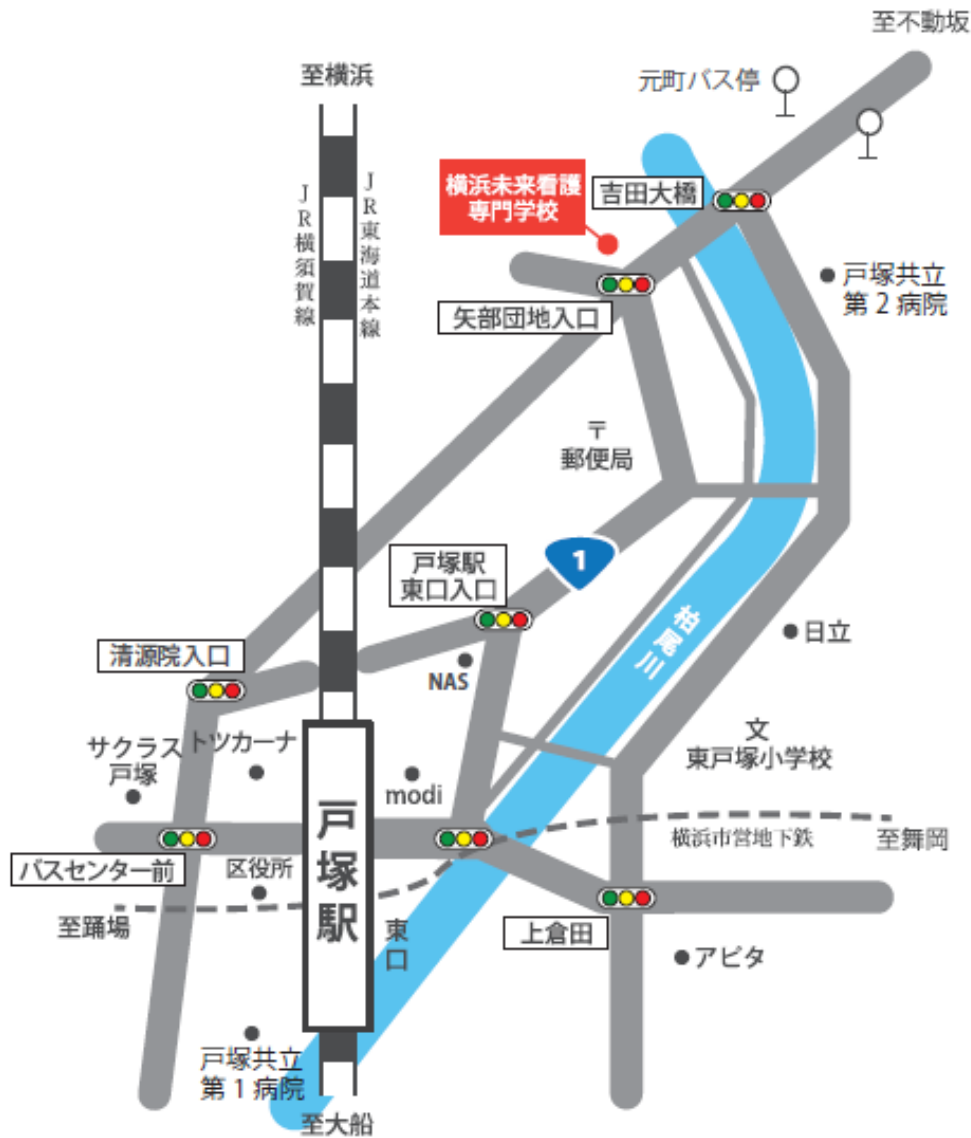 至不動坂
至横浜
元町バス停
JR横須賀線
JR東海道本線
横浜未来看護
専門学校
吉田大橋
戸塚共立
第2病院
矢部団地入口
〒
郵便局
1
戸塚駅
東口入口
柏尾川
日立
清源院入口
NAS
文
東戸塚小学校
サクラス
戸塚
トツカーナ
modi
戸塚駅
横浜市営地下鉄
至舞岡
バスセンター前
区役所
至踊場
東口
上倉田
アピタ
戸塚共立
第1病院
至大船